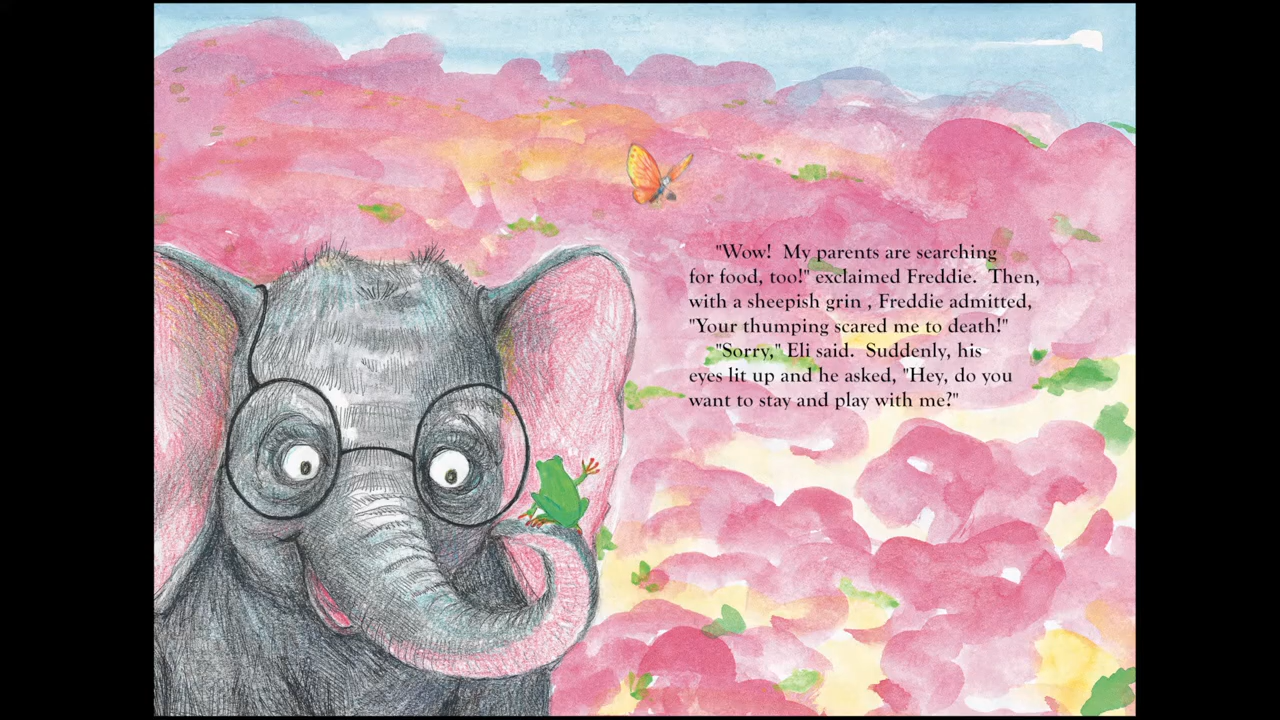 "Wow!  My parents are searching
for food, too!" exclaimed Freddie.  Then,
with a sheepish grin , Freddie admitted,
"Your thumping scared me to death!"
"Sorry," Eli said.  Suddenly, his
eyes lit up and he asked, "Hey, do you
want to stay and play with me?"